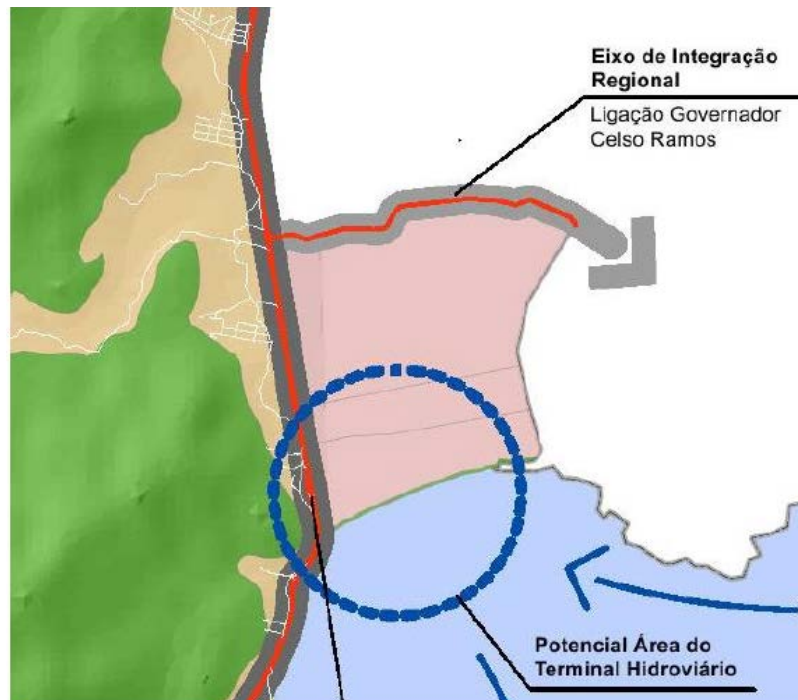 Eixo de Integração
Regional
Ligação Governador
Celso Ramos
Potencial Área do
Terminal Hidroviário